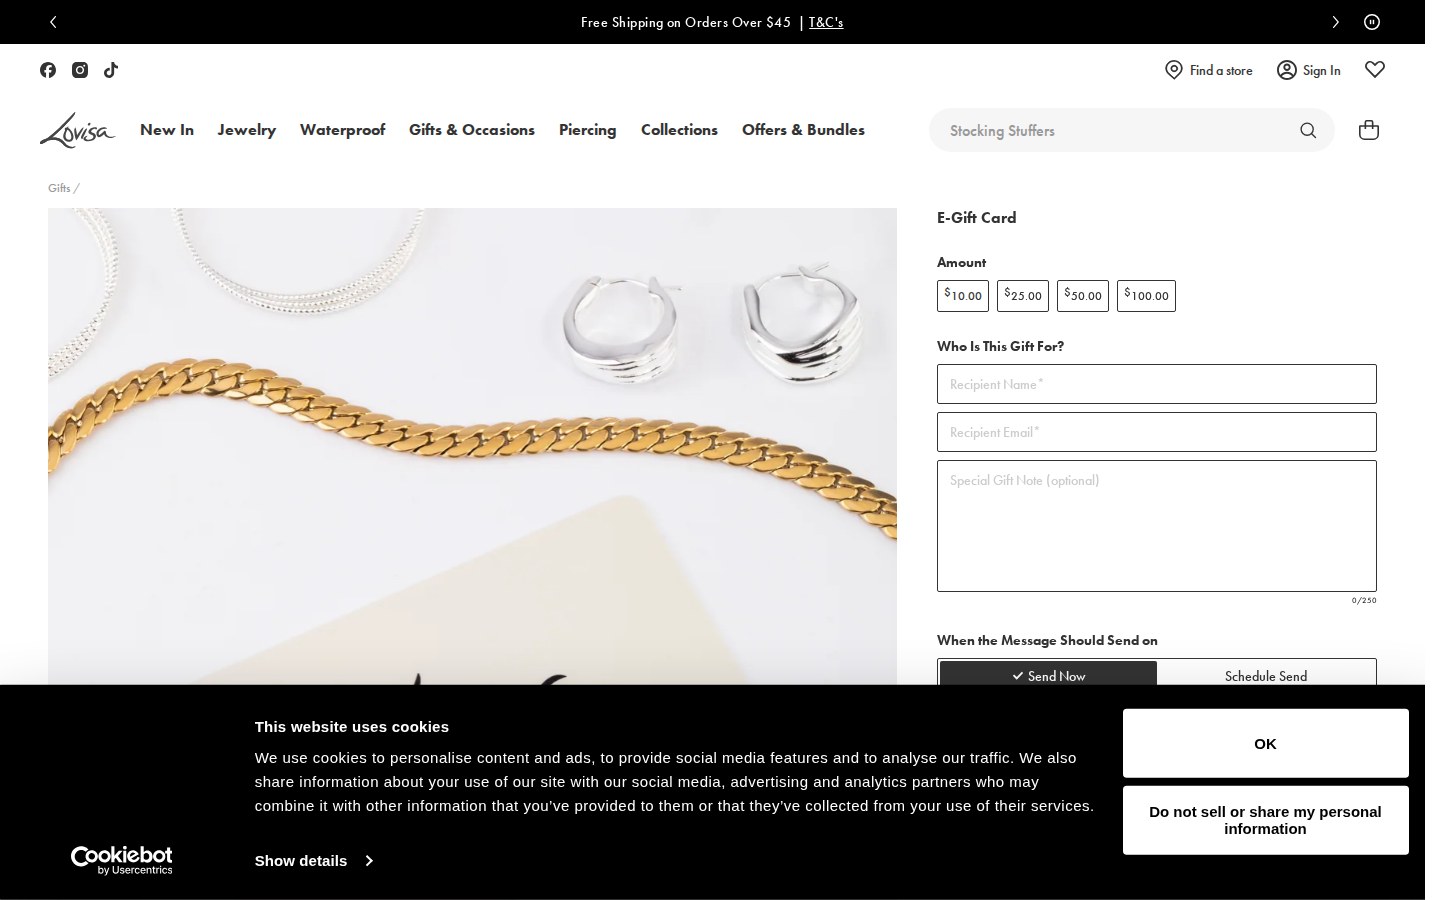 Free Shipping on Orders Over $45 | T&C's
Find a store
Sign In
Lovisa
New In
Jewelry
Waterproof
Gifts & Occasions
Piercing
Collections
Offers & Bundles
Stocking Stuffers
Gifts /
E-Gift Card
Amount
$10.00
$25.00
$50.00
$100.00
Who Is This Gift For?
Recipient Name*
Recipient Email*
Special Gift Note (optional)
0/250
When the Message Should Send on
Send Now
Schedule Send
This website uses cookies
We use cookies to personalise content and ads, to provide social media features and to analyse our traffic. We also
share information about your use of our site with our social media, advertising and analytics partners who may
combine it with other information that you’ve provided to them or that they’ve collected from your use of their services.
OK
Do not sell or share my personal
information
Cookiebot
by Usercentrics
Show details